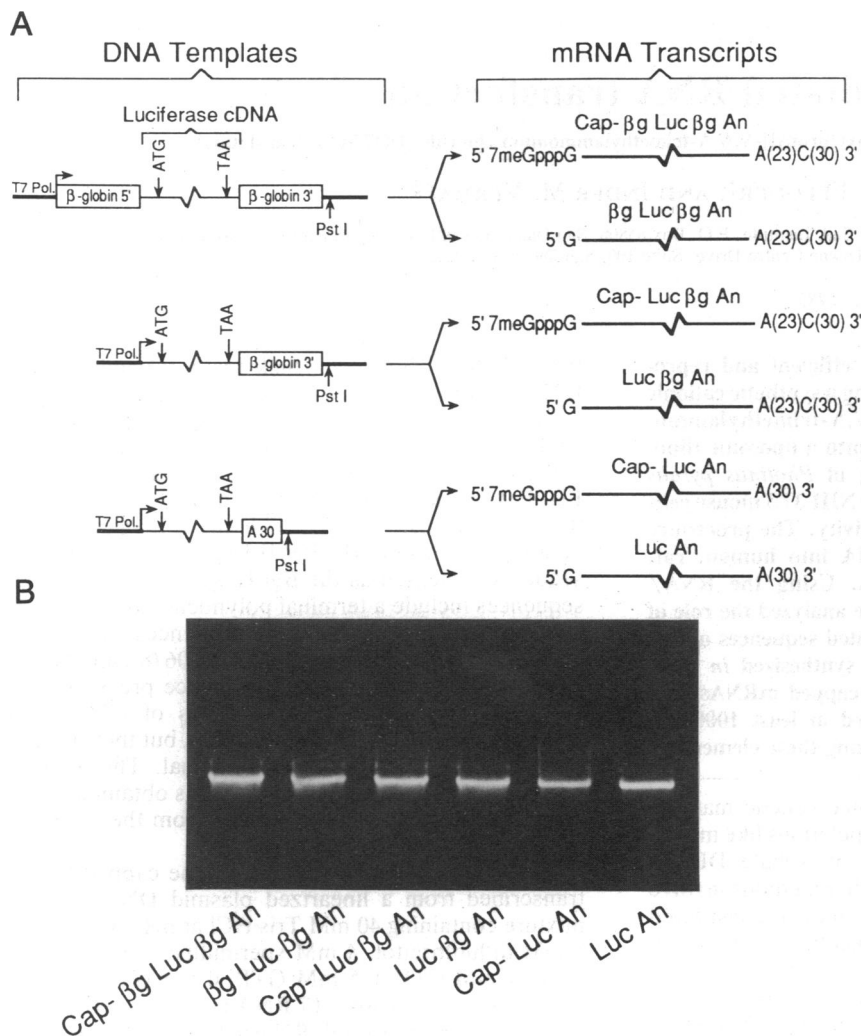 A
DNA Templates
mRNA Transcripts
Luciferase cDNA
ATG
TAA
T7 Pol.
β-globin 5'
β-globin 3'
Pst I
Cap- βg Luc βg An
5' 7meGpppG
A(23)C(30) 3'
βg Luc βg An
5' G
A(23)C(30) 3'
ATG
TAA
T7 Pol.
β-globin 3'
Pst I
Cap- Luc βg An
5' 7meGpppG
A(23)C(30) 3'
Luc βg An
5' G
A(23)C(30) 3'
ATG
TAA
T7 Pol.
A 30
Pst I
Cap- Luc An
5' 7meGpppG
A(30) 3'
Luc An
5' G
A(30) 3'
B
Cap- βg Luc βg An
βg Luc βg An
Cap- Luc βg An
Luc βg An
Cap- Luc An
Luc An